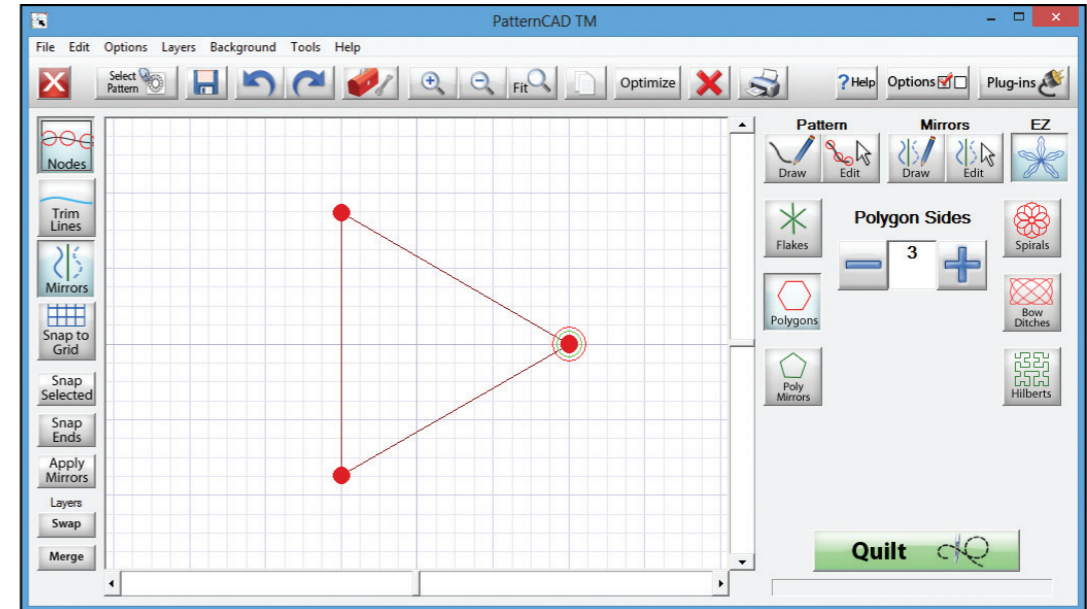 PatternCAD TM
File Edit Options Layers Background Tools Help
Select
Pattern
Fit
Optimize
?Help
Options
Plug-ins
Nodes
Trim
Lines
Mirrors
Snap to
Grid
Snap
Selected
Snap
Ends
Apply
Mirrors
Layers
Swap
Merge
Pattern
Mirrors
EZ
Draw
Edit
Draw
Edit
Flakes
Polygon Sides
3
Spirals
Polygons
Bow
Ditches
Poly
Mirrors
Hilberts
Quilt